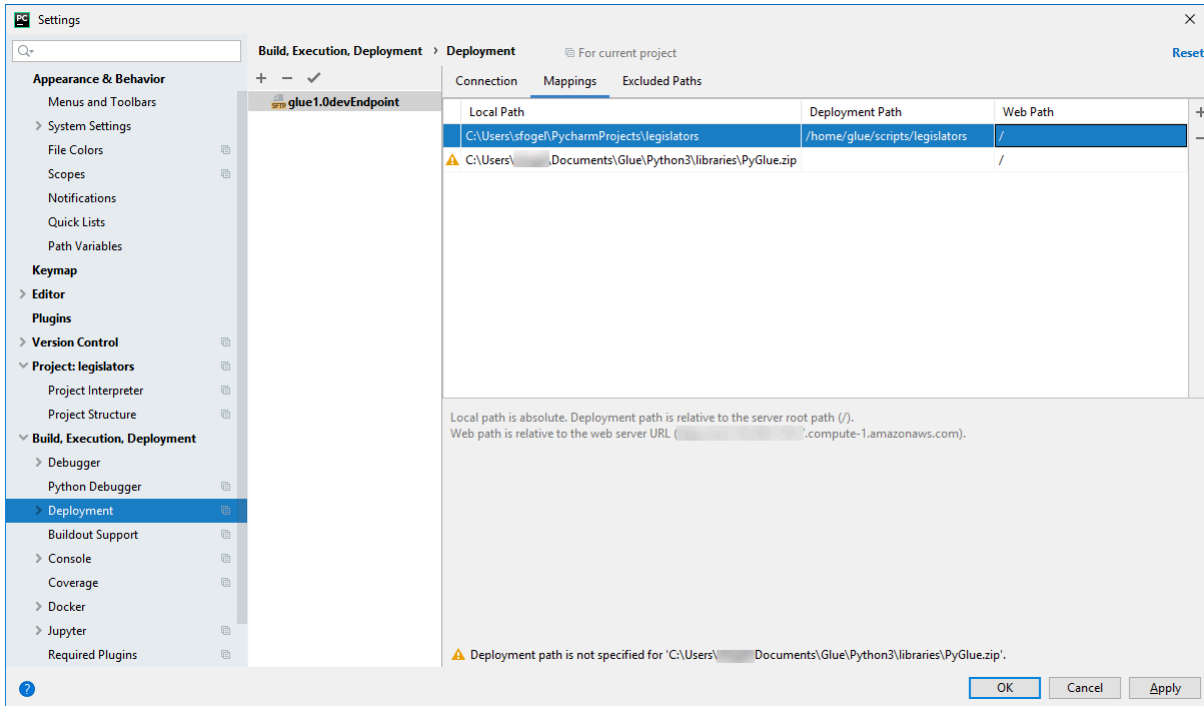 PC Settings
Build, Execution, Deployment › Deployment For current project Reset
Appearance & Behavior
Menus and Toolbars
System Settings
File Colors
Scopes
Notifications
Quick Lists
Path Variables
Keymap
Editor
Plugins
Version Control
Project: legislators
Project Interpreter
Project Structure
Build, Execution, Deployment
Debugger
Python Debugger
Deployment
Buildout Support
Console
Coverage
Docker
Jupyter
Required Plugins
SFTP glue1.0devEndpoint
Connection Mappings Excluded Paths
Local Path Deployment Path Web Path
C:\Users\sfogel\PycharmProjects\legislators /home/glue/scripts/legislators /
C:\Users\ Documents\Glue\Python3\libraries\PyGlue.zip /
Local path is absolute. Deployment path is relative to the server root path (/).
Web path is relative to the web server URL ( .compute-1.amazonaws.com).
Deployment path is not specified for 'C:\Users\ Documents\Glue\Python3\libraries\PyGlue.zip'.
? OK Cancel Apply